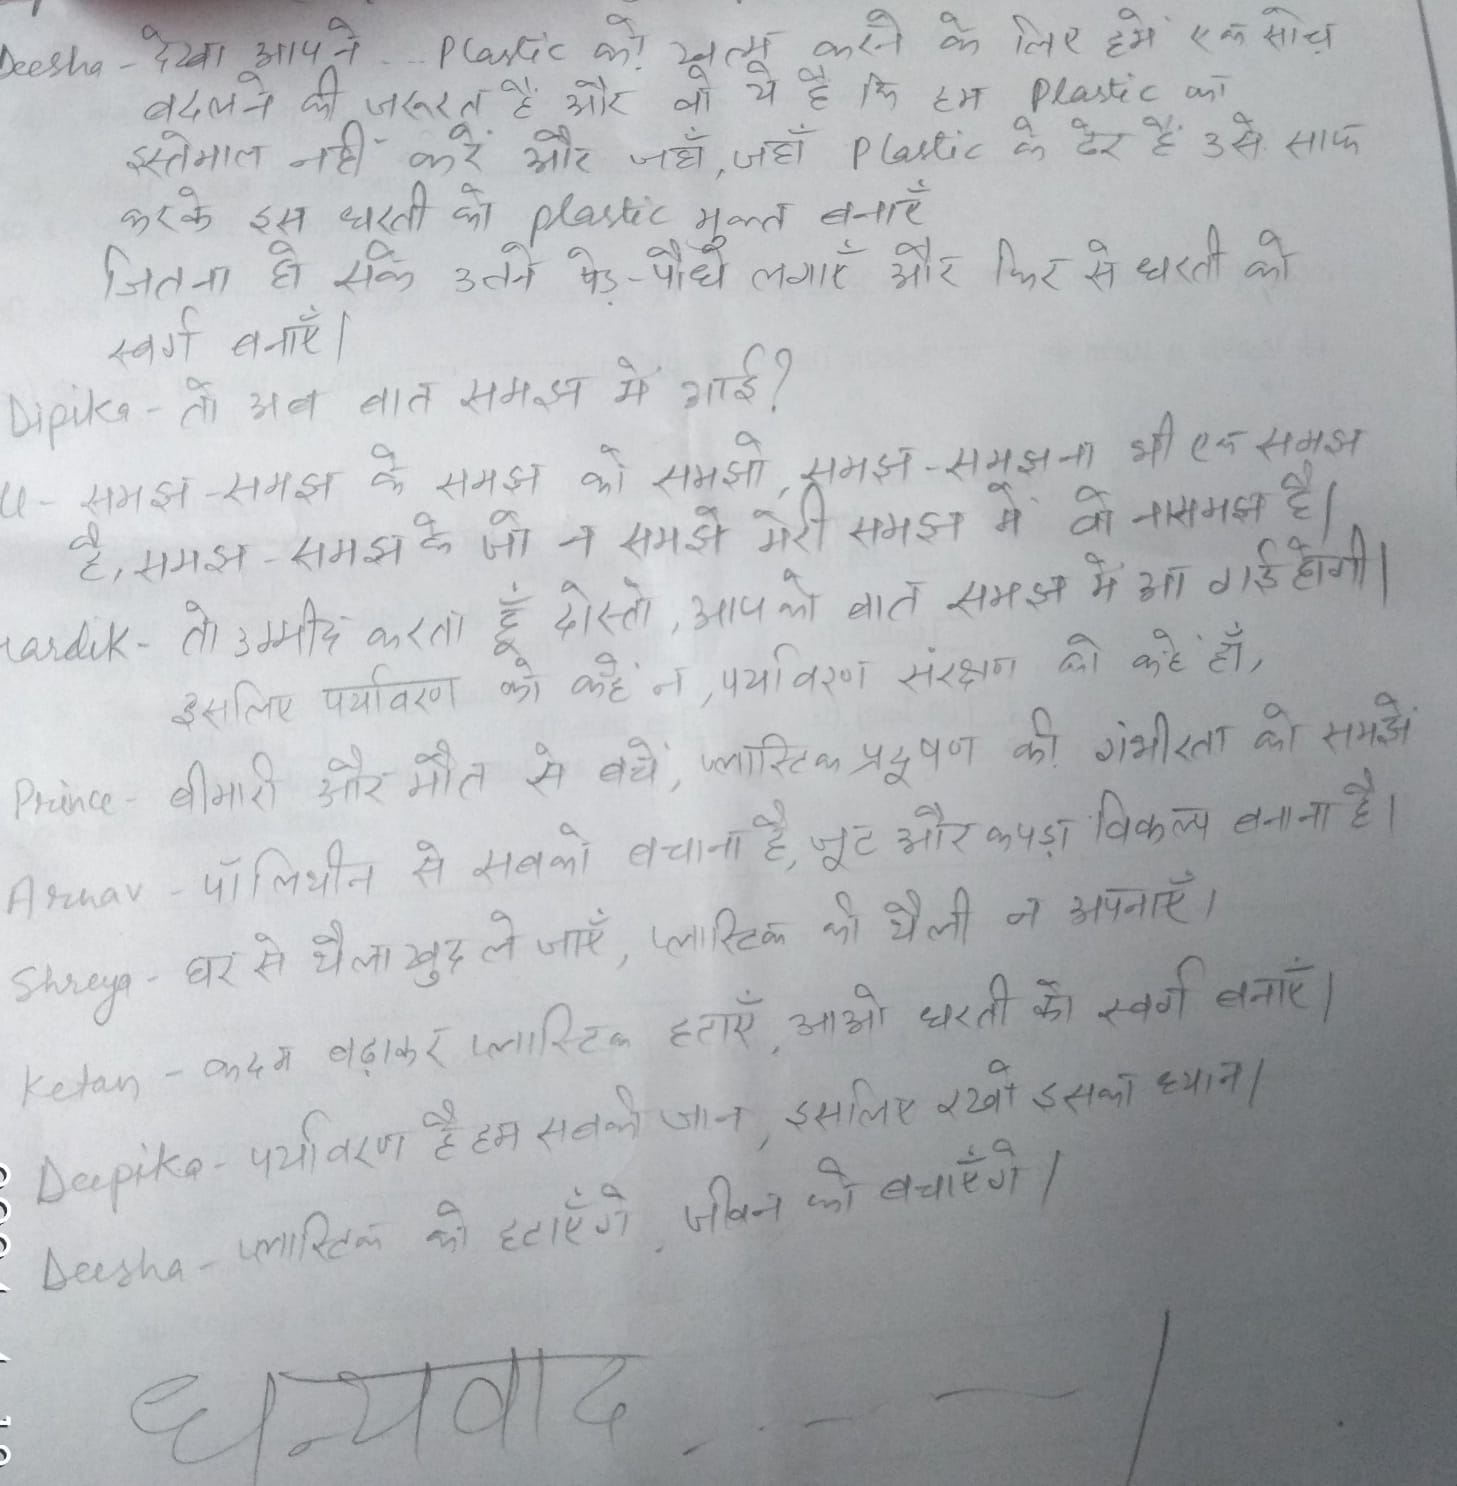 Deesha - देखा आपने ... Plastic को खत्म करने के लिए हमें एक सोच
बदलने की जरूरत हैं और वो ये है कि हम Plastic का
इस्तेमाल नहीं करें और जहाँ, जहाँ Plastic के ढेर हैं उसे साफ
करके इस धरती को plastic मुक्त बनाएँ
जितना हो सके उतने पेड़-पौधे लगाएँ और फिर से धरती को
स्वर्ग बनाएँ।
Dipika - तो अब बात समझ में आई?
समझ - समझ के समझ को समझो, समझ - समझना भी एक समझ
है, समझ - समझ के जो न समझे मेरी समझ में वो नासमझ है।
Hardik - तो उम्मीद करता हूँ दोस्तो, आपको बात समझ में आ गई होगी।
इसलिए पर्यावरण को कहें न, पर्यावरण संरक्षण को कहें हाँ,
Prince - बीमारी और मौत से बचें, प्लास्टिक प्रदूषण की गंभीरता को समझें
Arnav - पॉलिथीन से सबको बचाना है, जूट और कपड़ा विकल्प बनाना है।
Shreya - घर से थैला खुद ले जाएँ, प्लास्टिक की थैली न अपनाएँ।
Ketan - कदम बढ़ाकर प्लास्टिक हटाएँ, आओ धरती को स्वर्ग बनाएँ।
Deepika - पर्यावरण है हम सबकी जान, इसलिए रखो इसका ध्यान।
Deesha - प्लास्टिक को हटाएँगे, जीवन को बचाएँगे।
धन्यवाद